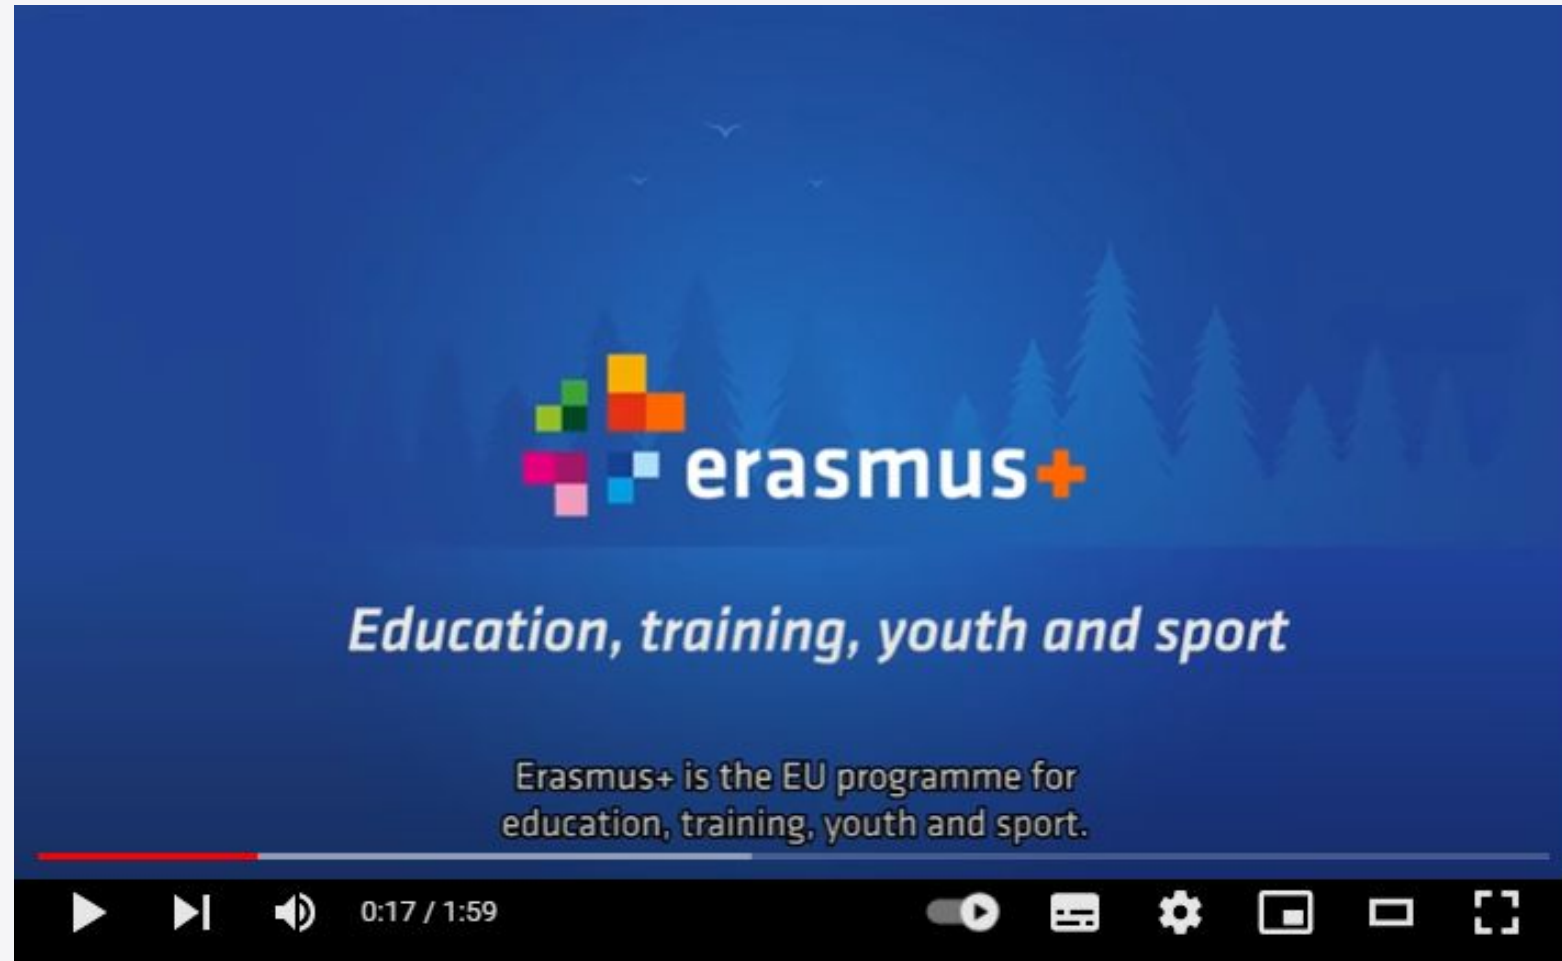 erasmus+
Education, training, youth and sport
Erasmus+ is the EU programme for
education, training, youth and sport.
0:17 / 1:59